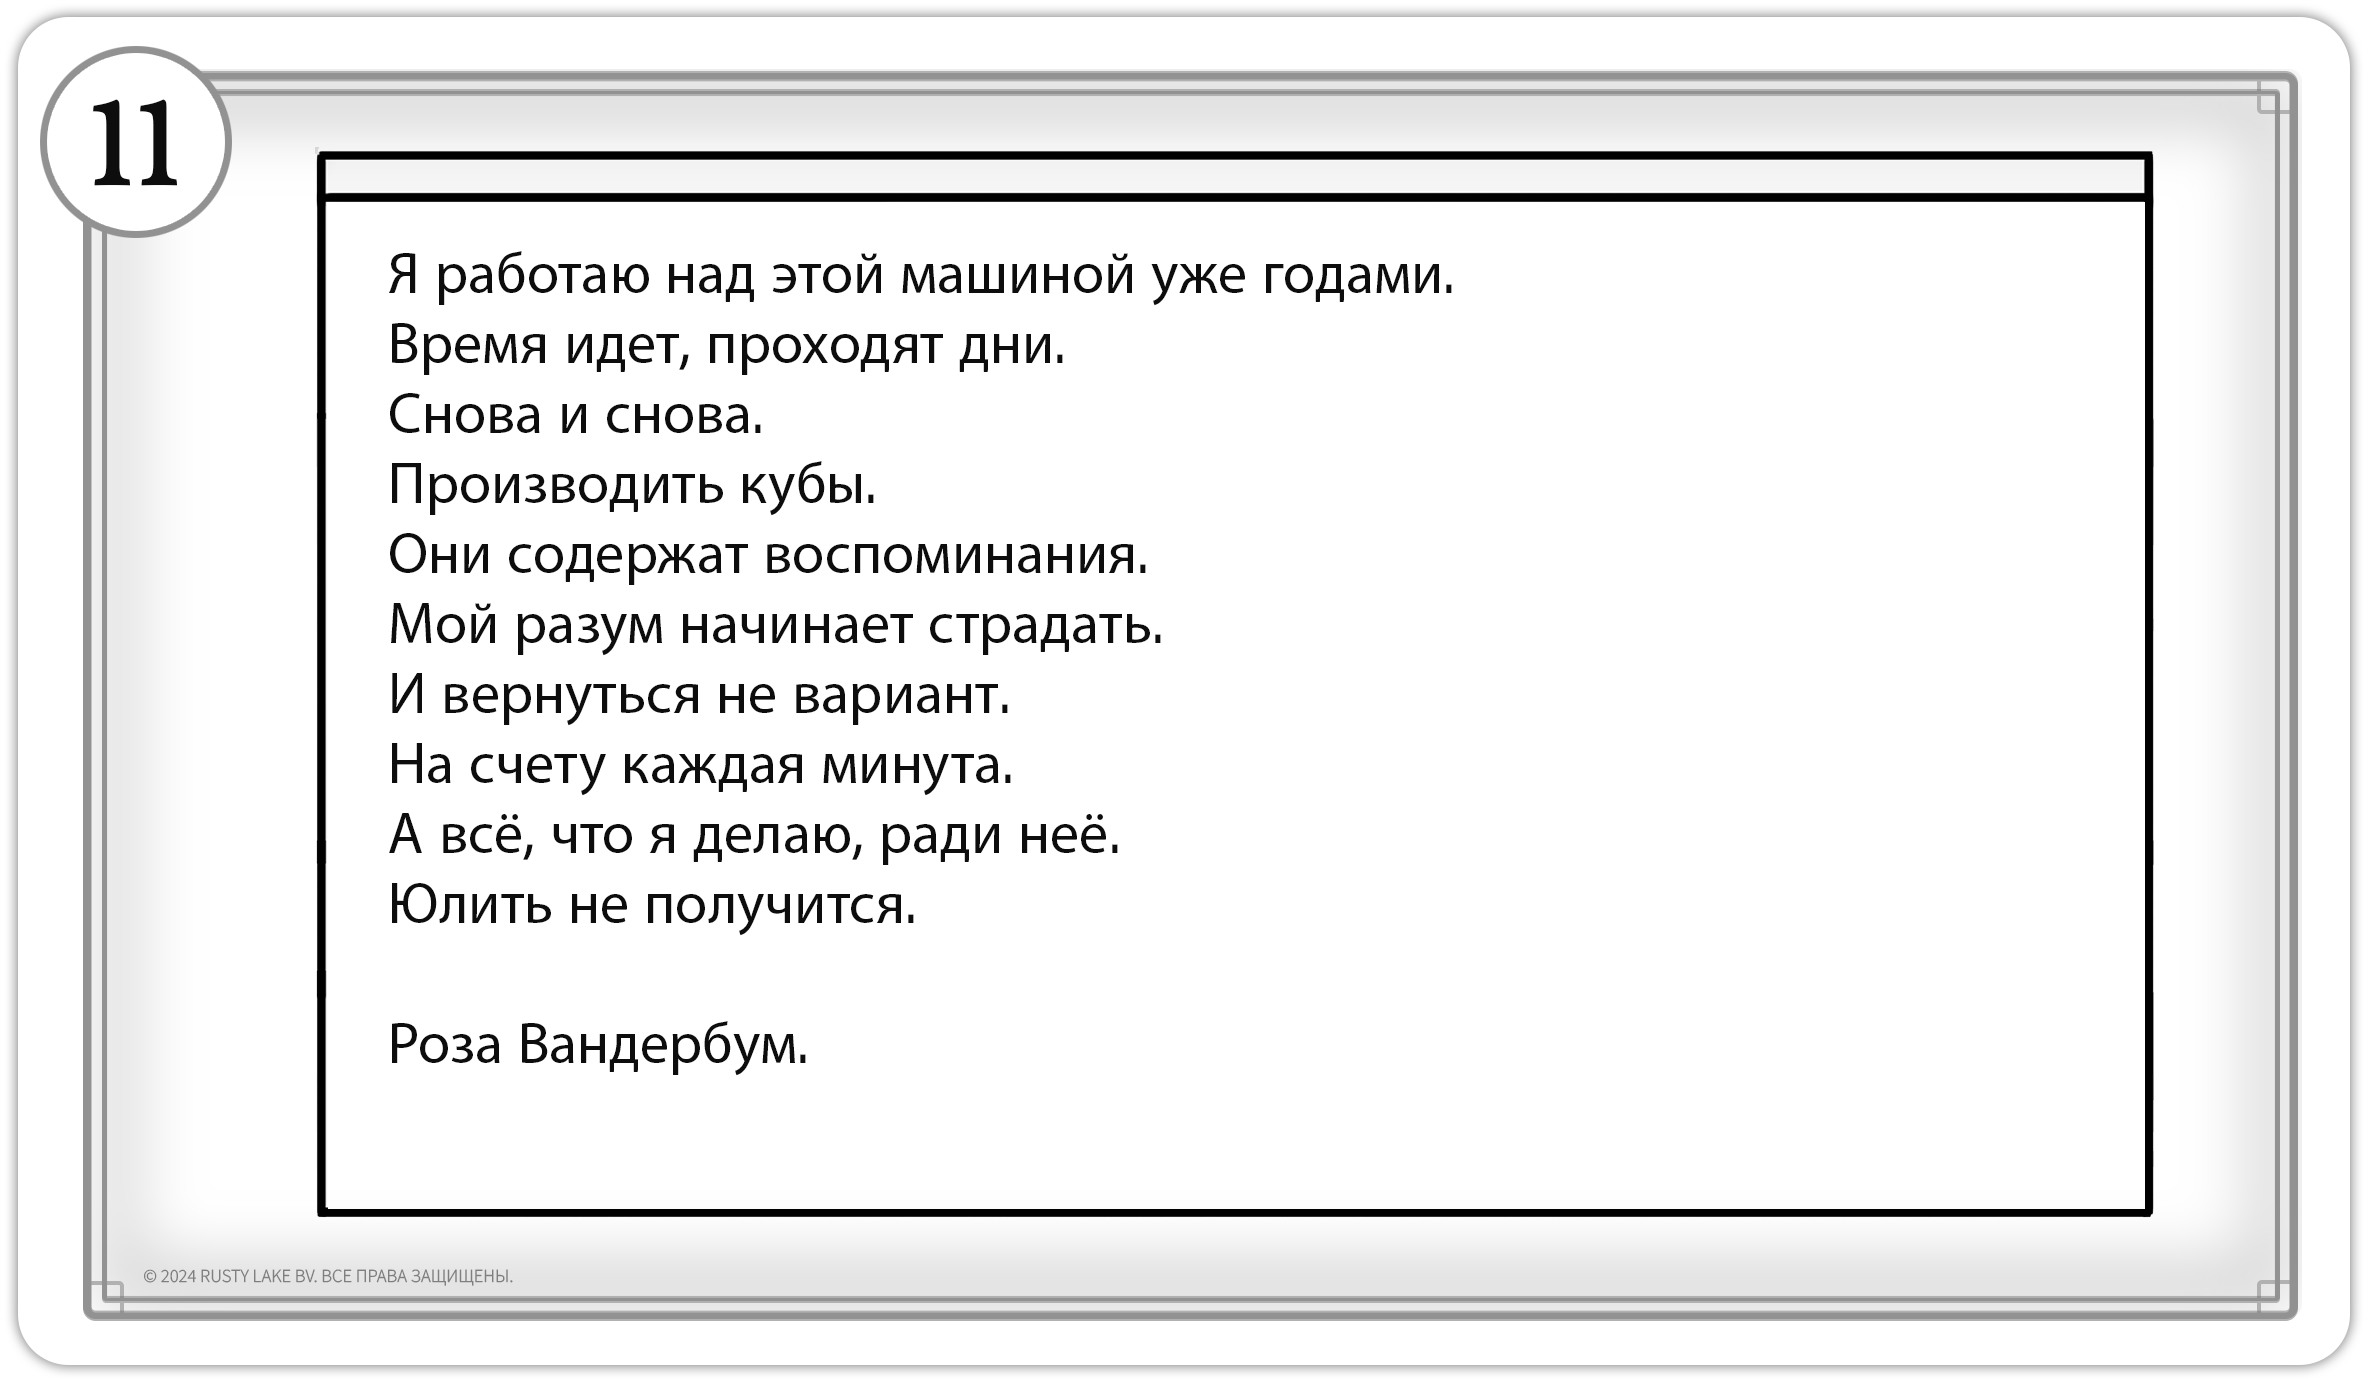 11
Я работаю над этой машиной уже годами.
Время идет, проходят дни.
Снова и снова.
Производить кубы.
Они содержат воспоминания.
Мой разум начинает страдать.
И вернуться не вариант.
На счету каждая минута.
А всё, что я делаю, ради неё.
Юлить не получится.
Роза Вандербум.
© 2024 RUSTY LAKE BV. ВСЕ ПРАВА ЗАЩИЩЕНЫ.